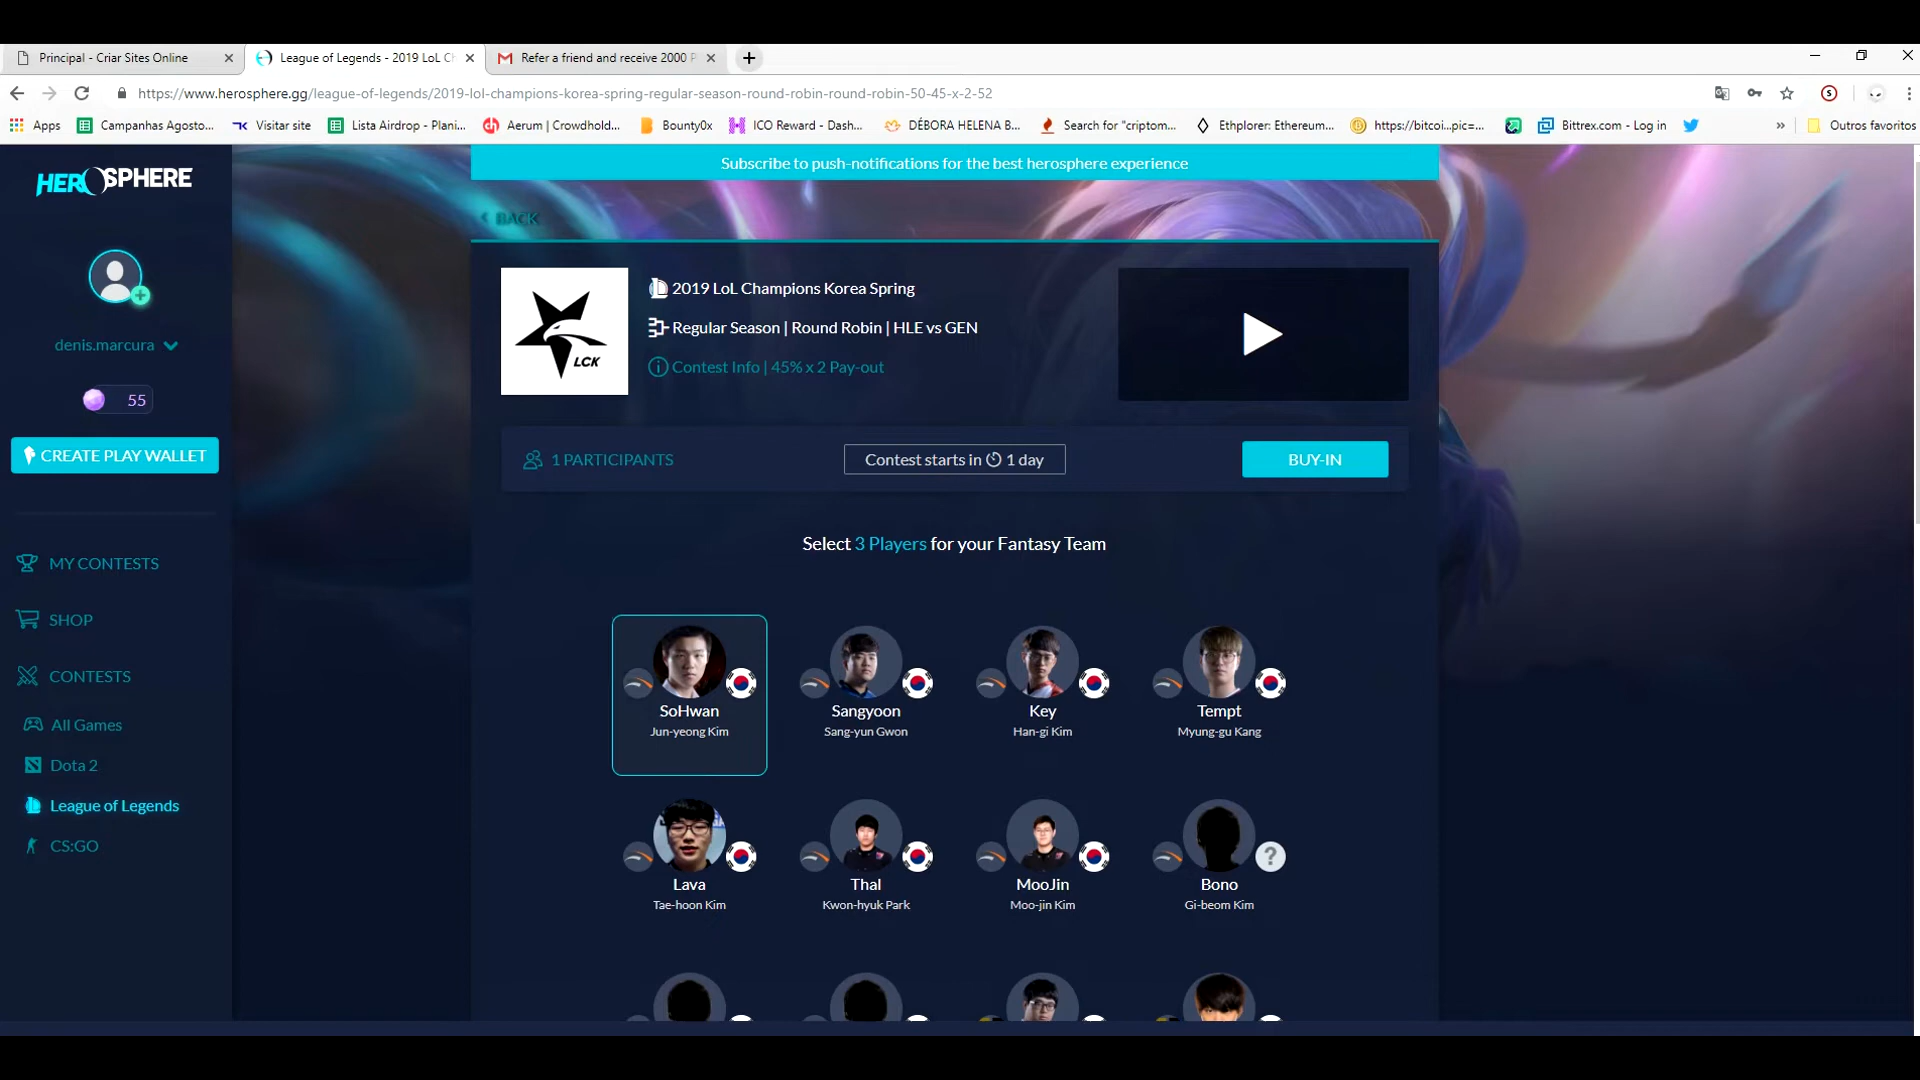 Principal - Criar Sites Online
League of Legends - 2019 LoL Ch
Refer a friend and receive 2000 P
https://www.herosphere.gg/league-of-legends/2019-lol-champions-korea-spring-regular-season-round-robin-round-robin-50-45-x-2-52
Apps
Campanhas Agosto...
Visitar site
Lista Airdrop - Plani...
Aerum | Crowdhold...
Bounty0x
ICO Reward - Dash...
DÉBORA HELENA B...
Search for "criptom...
Ethplorer: Ethereum...
https://bitcoi...pic=...
Bittrex.com - Log in
»
Outros favoritos
HEROSPHERE
Subscribe to push-notifications for the best herosphere experience
BACK
denis.marcura
55
CREATE PLAY WALLET
MY CONTESTS
SHOP
CONTESTS
All Games
Dota 2
League of Legends
CS:GO
LCK
2019 LoL Champions Korea Spring
Regular Season | Round Robin | HLE vs GEN
Contest Info | 45% x 2 Pay-out
1 PARTICIPANTS
Contest starts in 1 day
BUY-IN
Select 3 Players for your Fantasy Team
SoHwan
Jun-yeong Kim
Sangyoon
Sang-yun Gwon
Key
Han-gi Kim
Tempt
Myung-gu Kang
Lava
Tae-hoon Kim
Thal
Kwon-hyuk Park
MooJin
Moo-jin Kim
?
Bono
Gi-beom Kim